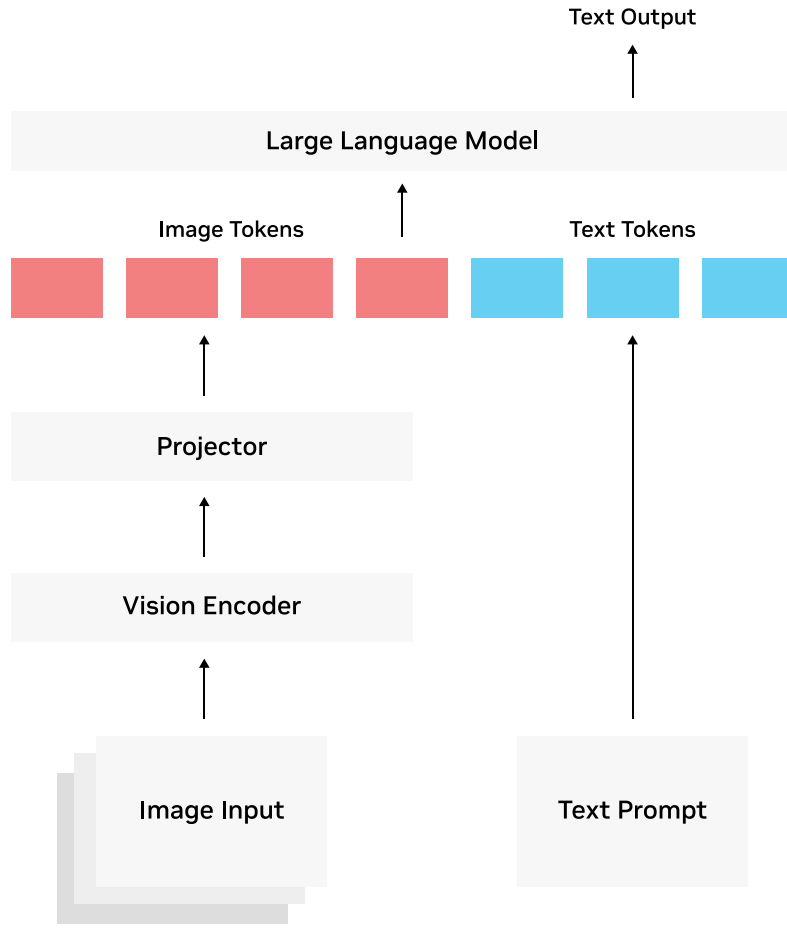 Text Output
Large Language Model
Image Tokens
Text Tokens
Projector
Vision Encoder
Image Input
Text Prompt